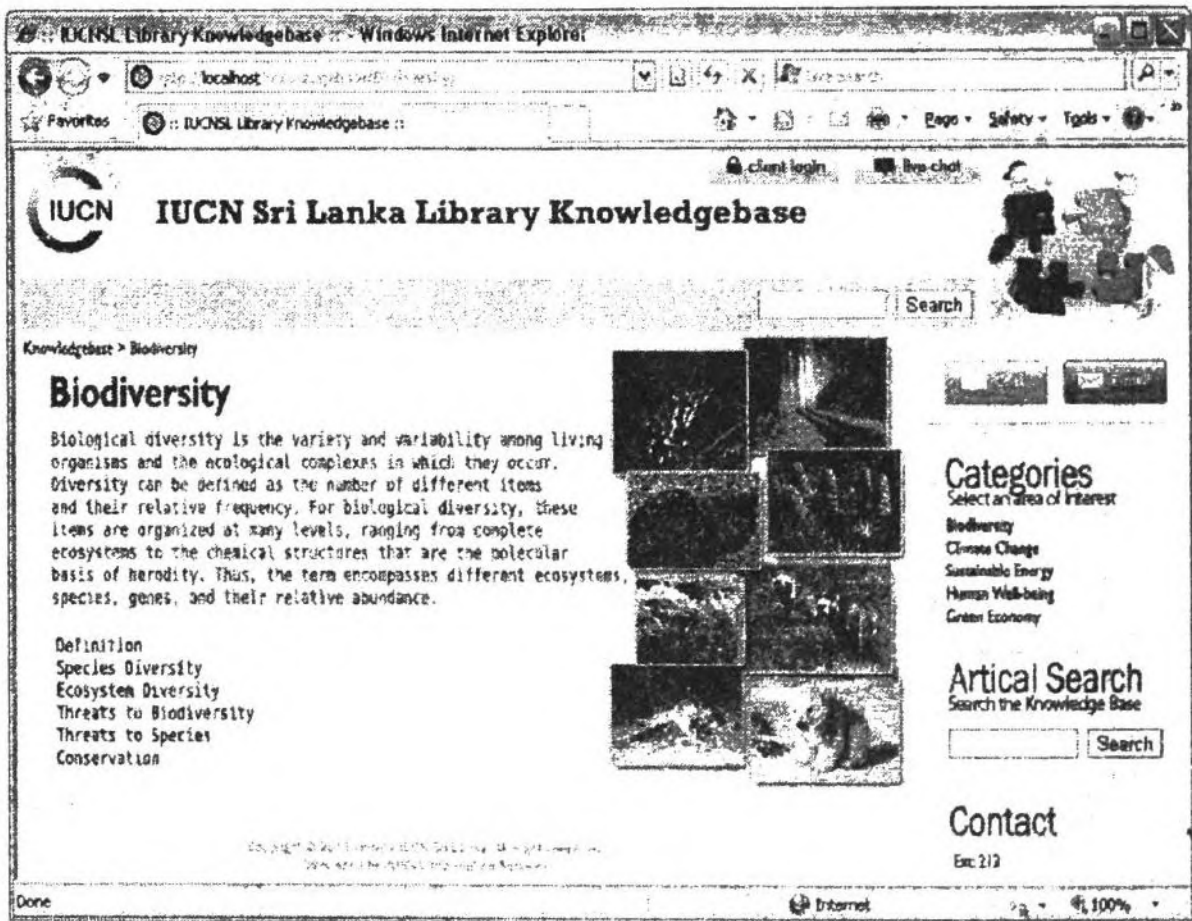 :: IUCNSL Library Knowledgebase :: - Windows Internet Explorer
localhost
Live Search
Favorites
:: IUCNSL Library Knowledgebase ::
Page
Safety
Tools
client login
live chat
IUCN
IUCN Sri Lanka Library Knowledgebase
Search
Knowledgebase > Biodiversity
Biodiversity
Biological diversity is the variety and variability among living
organisms and the ecological complexes in which they occur.
Diversity can be defined as the number of different items
and their relative frequency. For biological diversity, these
items are organized at many levels, ranging from complete
ecosystems to the chemical structures that are the molecular
basis of heredity. Thus, the term encompasses different ecosystems,
species, genes, and their relative abundance.
Definition
Species Diversity
Ecosystem Diversity
Threats to Biodiversity
Threats to Species
Conservation
Categories
Select an area of interest
Biodiversity
Climate Change
Sustainable Energy
Human Well-being
Green Economy
Artical Search
Search the Knowledge Base
Search
Contact
Ext: 213
Done
Internet
100%